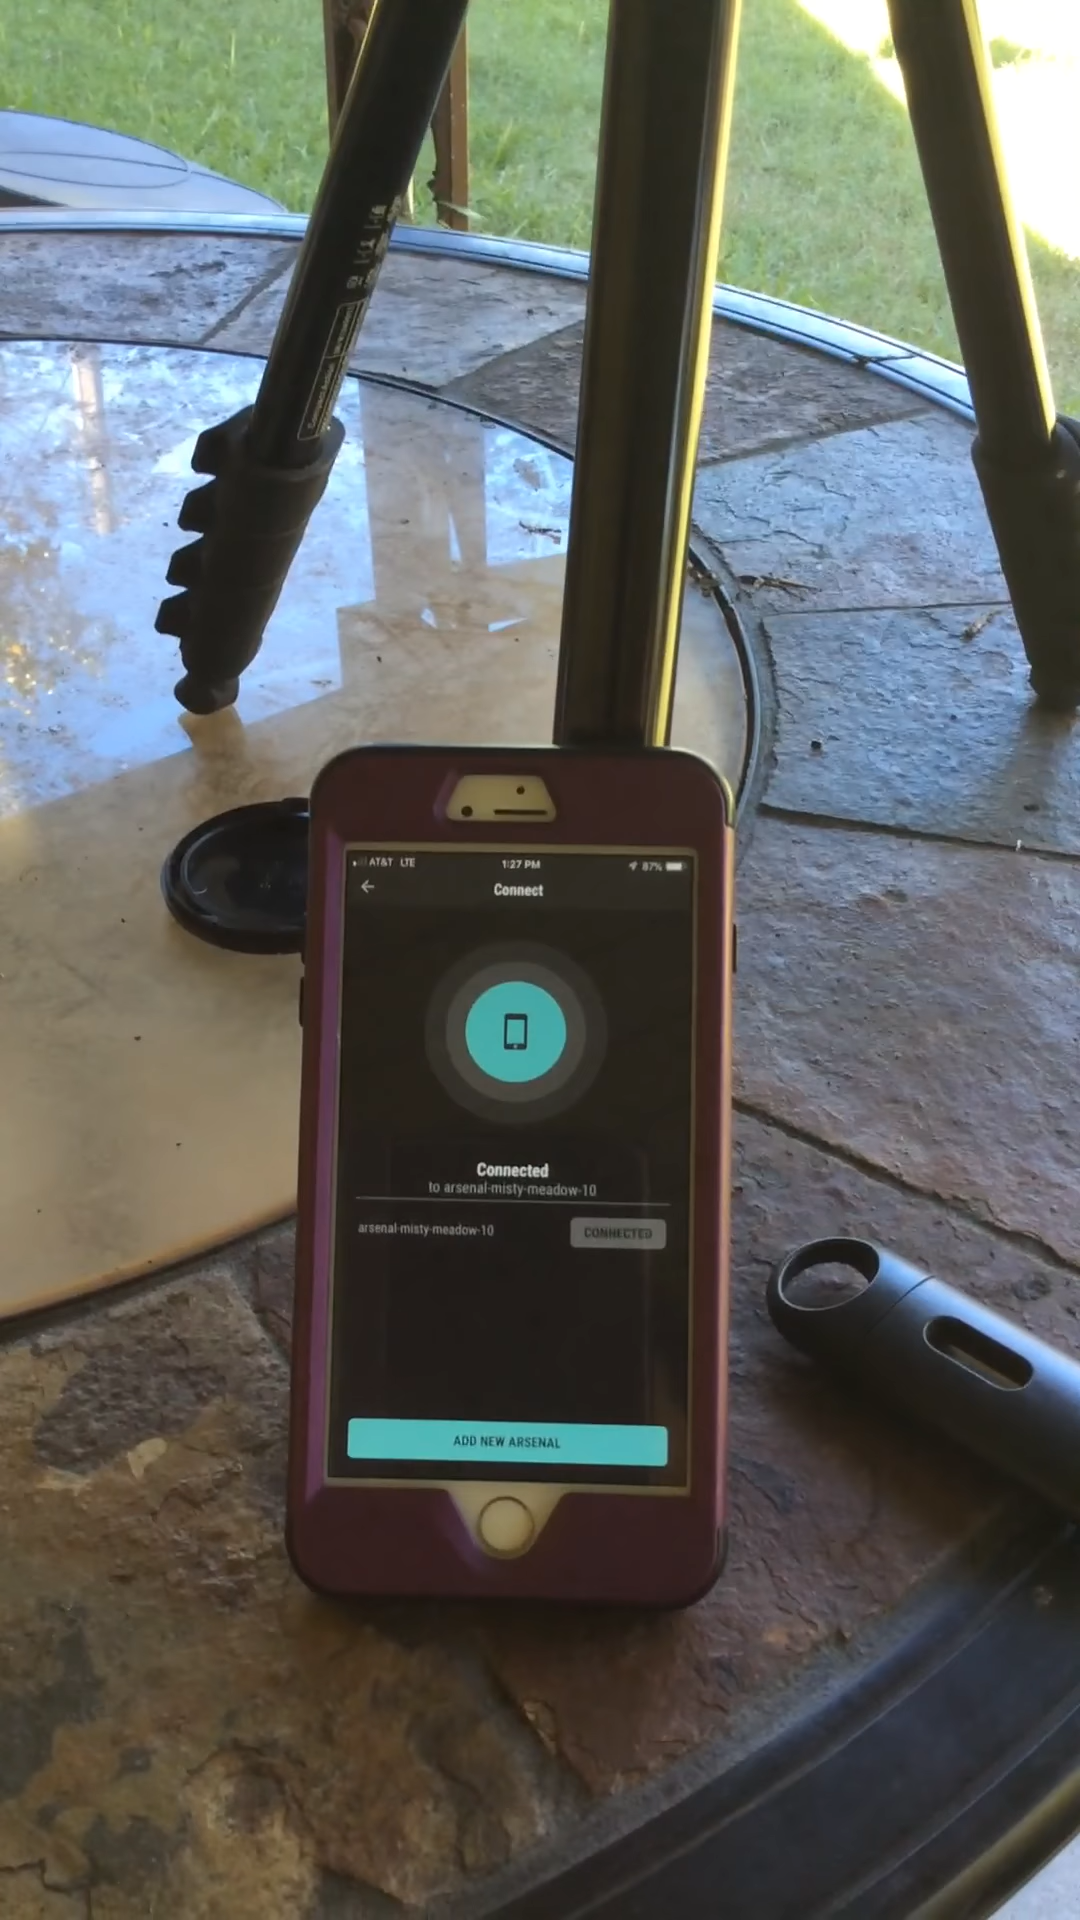 AT&T LTE 1:27 PM 87%
Connect
Connected
to arsenal-misty-meadow-10
arsenal-misty-meadow-10 CONNECTED
ADD NEW ARSENAL